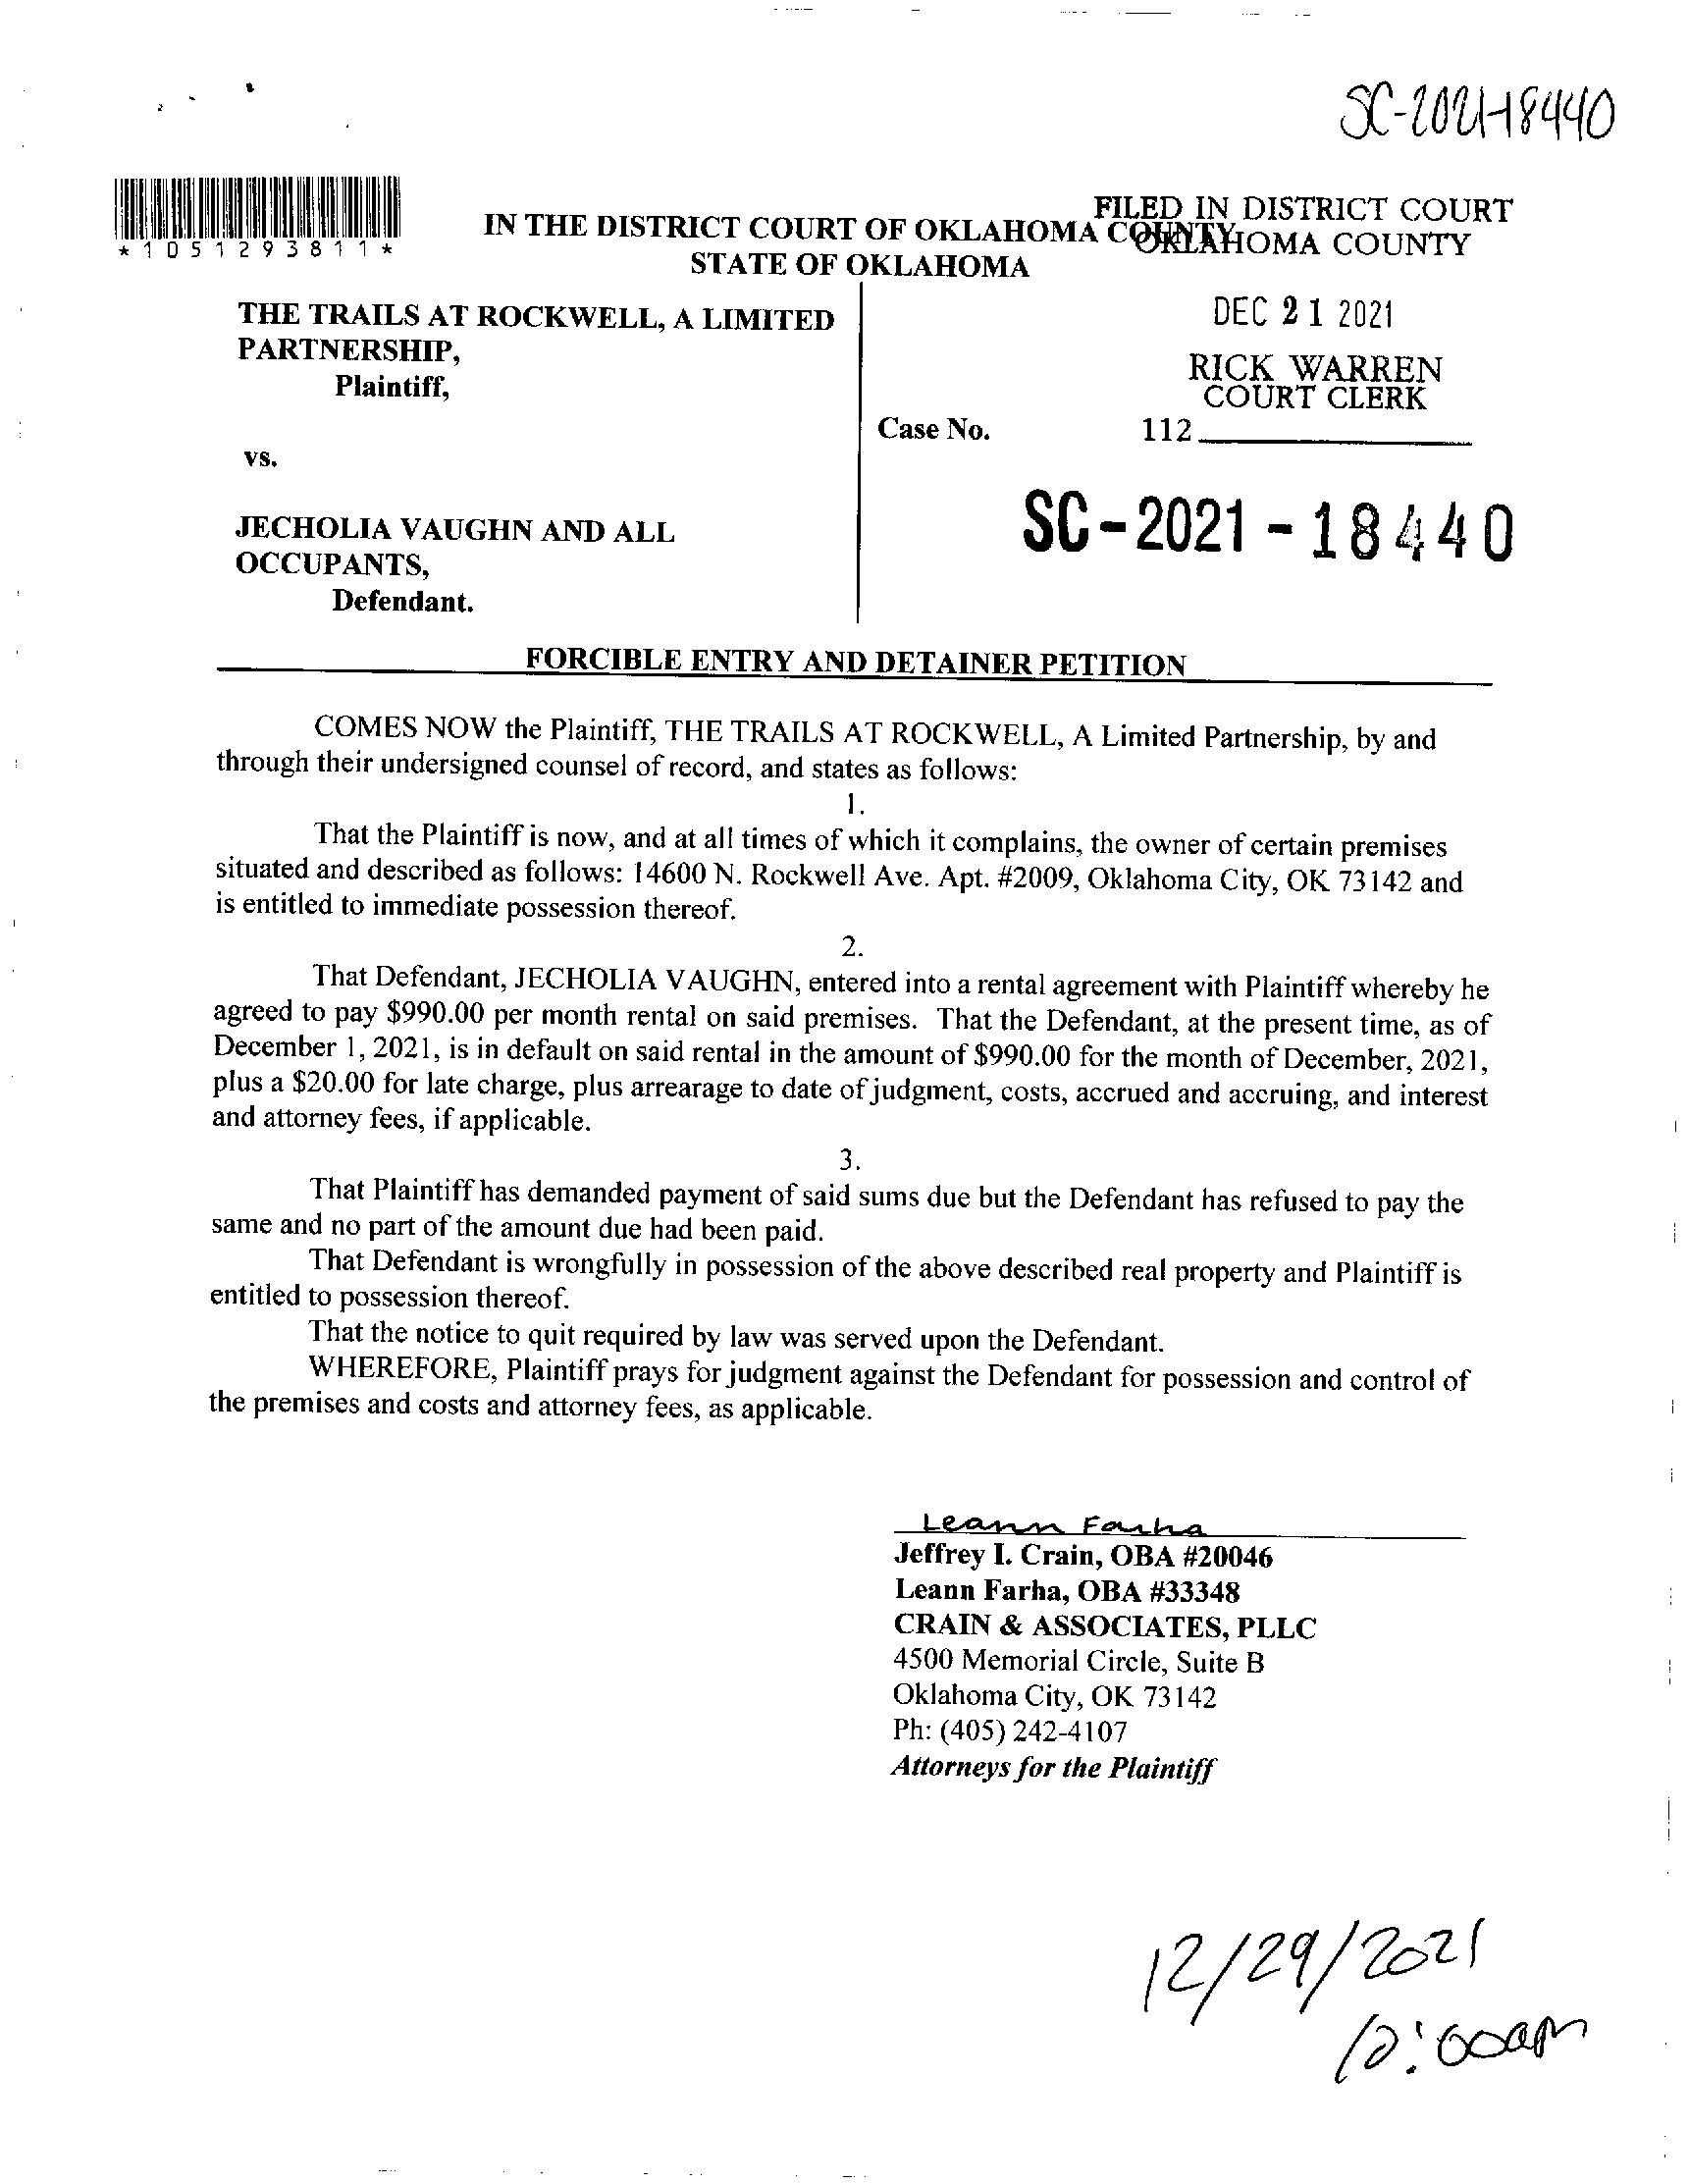 SC-2021-18440
*1051293811*
IN THE DISTRICT COURT OF OKLAHOMA COUNTY
STATE OF OKLAHOMA
FILED IN DISTRICT COURT
OKLAHOMA COUNTY
DEC 21 2021
RICK WARREN
COURT CLERK
112
THE TRAILS AT ROCKWELL, A LIMITED
PARTNERSHIP,
Plaintiff,
vs.
JECHOLIA VAUGHN AND ALL
OCCUPANTS,
Defendant.
Case No.
SC-2021-18440
FORCIBLE ENTRY AND DETAINER PETITION
COMES NOW the Plaintiff, THE TRAILS AT ROCKWELL, A Limited Partnership, by and
through their undersigned counsel of record, and states as follows:
1.
That the Plaintiff is now, and at all times of which it complains, the owner of certain premises
situated and described as follows: 14600 N. Rockwell Ave. Apt. #2009, Oklahoma City, OK 73142 and
is entitled to immediate possession thereof.
2.
That Defendant, JECHOLIA VAUGHN, entered into a rental agreement with Plaintiff whereby he
agreed to pay $990.00 per month rental on said premises. That the Defendant, at the present time, as of
December 1, 2021, is in default on said rental in the amount of $990.00 for the month of December, 2021,
plus a $20.00 for late charge, plus arrearage to date of judgment, costs, accrued and accruing, and interest
and attorney fees, if applicable.
3.
That Plaintiff has demanded payment of said sums due but the Defendant has refused to pay the
same and no part of the amount due had been paid.
That Defendant is wrongfully in possession of the above described real property and Plaintiff is
entitled to possession thereof.
That the notice to quit required by law was served upon the Defendant.
WHEREFORE, Plaintiff prays for judgment against the Defendant for possession and control of
the premises and costs and attorney fees, as applicable.
Leann Farha
Jeffrey I. Crain, OBA #20046
Leann Farha, OBA #33348
CRAIN & ASSOCIATES, PLLC
4500 Memorial Circle, Suite B
Oklahoma City, OK 73142
Ph: (405) 242-4107
Attorneys for the Plaintiff
12/29/2021